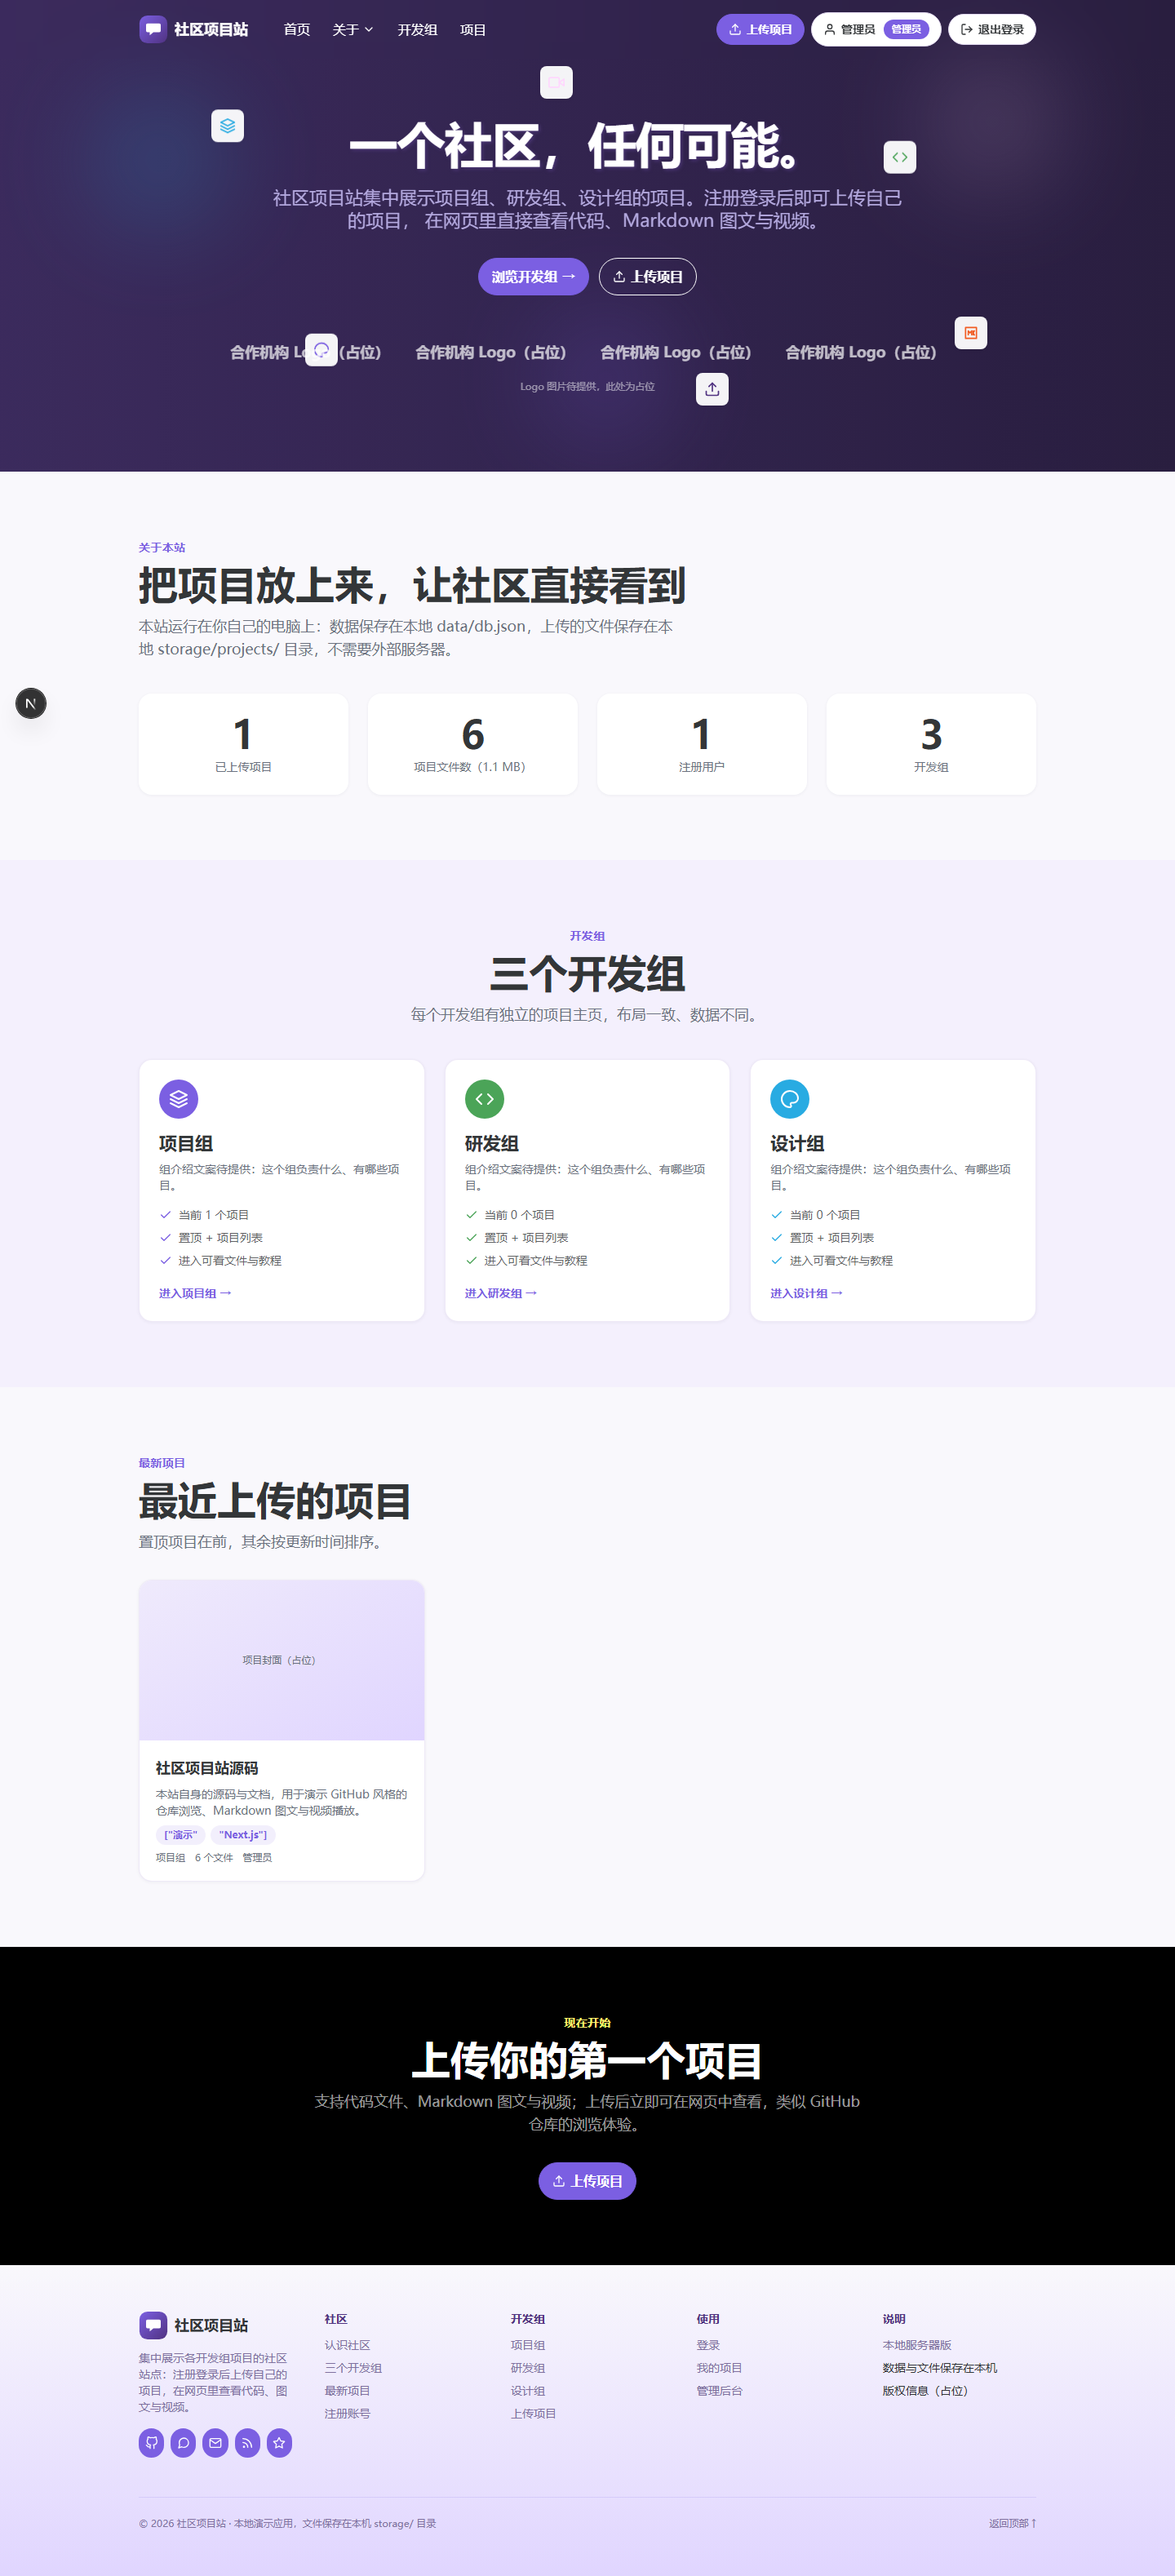 社区项目站
首页 关于 开发组 项目
上传项目 管理员 管理员 退出登录
一个社区，任何可能。
社区项目站集中展示项目组、研发组、设计组的项目。注册登录后即可上传自己
的项目， 在网页里直接查看代码、Markdown 图文与视频。
浏览开发组 → 上传项目
合作机构 L （占位） 合作机构 Logo（占位） 合作机构 Logo（占位） 合作机构 Logo（占位）
Logo 图片待提供，此处为占位
关于本站
把项目放上来，让社区直接看到
本站运行在你自己的电脑上：数据保存在本地 data/db.json，上传的文件保存在本
地 storage/projects/ 目录，不需要外部服务器。
N
1 6 1 3
已上传项目 项目文件数（1.1 MB） 注册用户 开发组
开发组
三个开发组
每个开发组有独立的项目主页，布局一致、数据不同。
项目组
组介绍文案待提供：这个组负责什么、有哪些项
目。
当前 1 个项目
置顶 + 项目列表
进入可看文件与教程
进入项目组 →
研发组
组介绍文案待提供：这个组负责什么、有哪些项
目。
当前 0 个项目
置顶 + 项目列表
进入可看文件与教程
进入研发组 →
设计组
组介绍文案待提供：这个组负责什么、有哪些项
目。
当前 0 个项目
置顶 + 项目列表
进入可看文件与教程
进入设计组 →
最新项目
最近上传的项目
置顶项目在前，其余按更新时间排序。
项目封面（占位）
社区项目站源码
本站自身的源码与文档，用于演示 GitHub 风格的
仓库浏览、Markdown 图文与视频播放。
["演示" "Next.js"]
项目组 6 个文件 管理员
现在开始
上传你的第一个项目
支持代码文件、Markdown 图文与视频；上传后立即可在网页中查看，类似 GitHub
仓库的浏览体验。
上传项目
社区项目站
集中展示各开发组项目的社区
站点：注册登录后上传自己的
项目，在网页里查看代码、图
文与视频。
社区
认识社区
三个开发组
最新项目
注册账号
开发组
项目组
研发组
设计组
上传项目
使用
登录
我的项目
管理后台
说明
本地服务器版
数据与文件保存在本机
版权信息（占位）
© 2026 社区项目站 · 本地演示应用，文件保存在本机 storage/ 目录
返回顶部 ↑